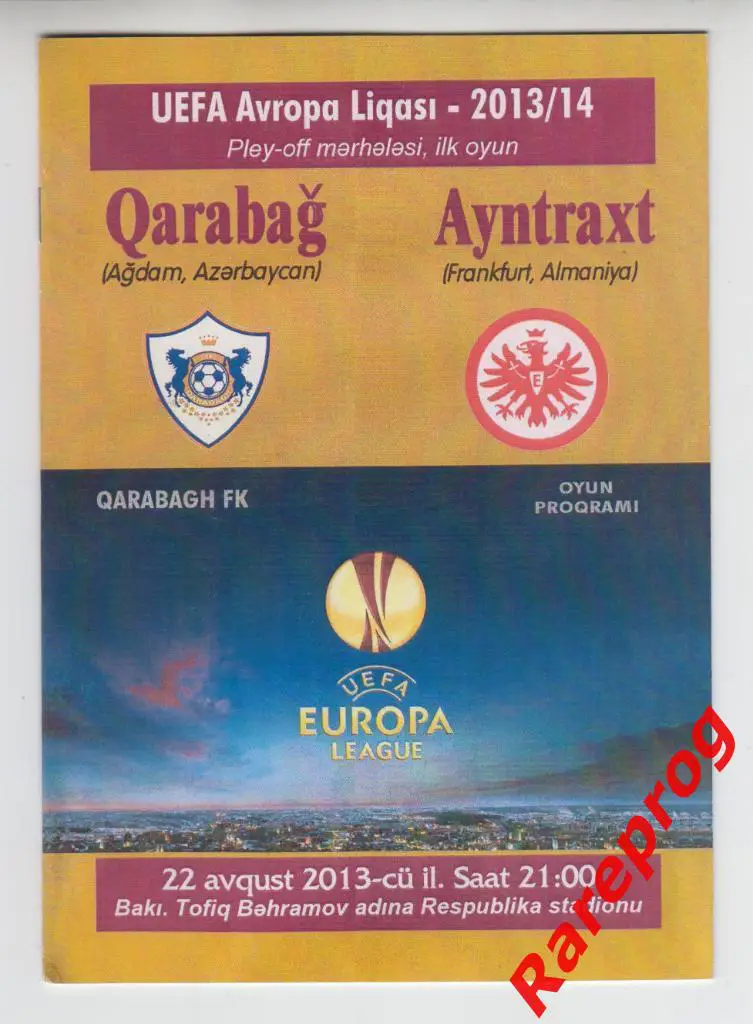 UEFA Avropa Liqası - 2013/14
Pley-off mərhələsi, ilk oyun
Qarabağ
(Ağdam, Azərbaycan)
Ayntraxt
(Frankfurt, Almaniya)
QARABAGH
E
QARABAGH FK
OYUN
PROQRAMI
UEFA
EUROPA
LEAGUE
22 avqust 2013-cü il. Saat 21:00
Bakı. Tofiq Bəhramov adına Respublika stadionu
Rareprog